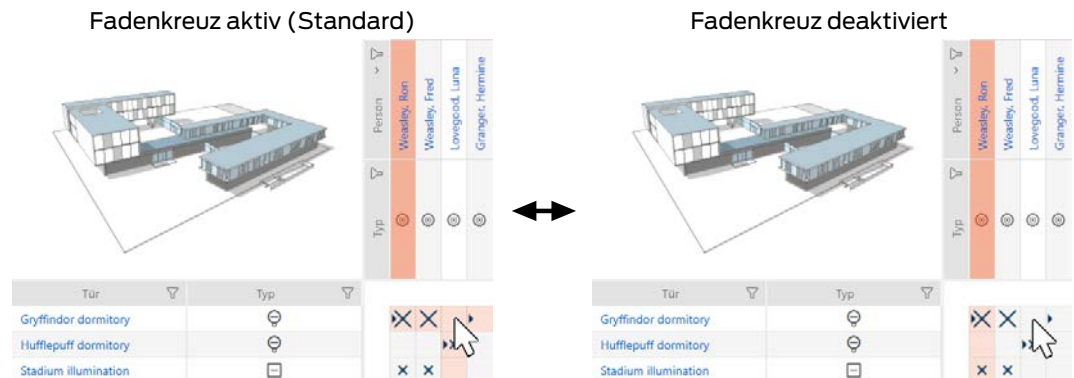 Fadenkreuz aktiv (Standard)
Person
Weasley, Ron
Weasley, Fred
Lovegood, Luna
Granger, Hermine
Typ
Tür Typ
Gryffindor dormitory
Hufflepuff dormitory
Stadium illumination
Fadenkreuz deaktiviert
Person
Weasley, Ron
Weasley, Fred
Lovegood, Luna
Granger, Hermine
Typ
Tür Typ
Gryffindor dormitory
Hufflepuff dormitory
Stadium illumination